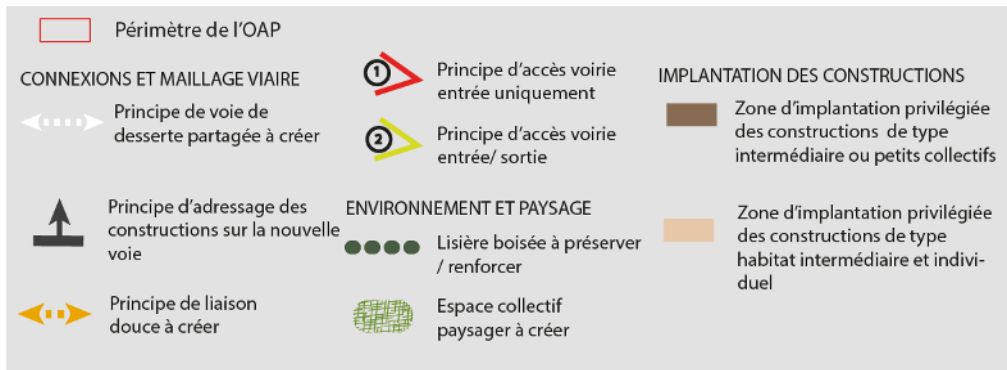 Périmètre de l'OAP
CONNEXIONS ET MAILLAGE VIAIRE
Principe de voie de
desserte partagée à créer
Principe d'adressage des
constructions sur la nouvelle
voie
Principe de liaison
douce à créer
1
Principe d'accès voirie
entrée uniquement
2
Principe d'accès voirie
entrée/ sortie
ENVIRONNEMENT ET PAYSAGE
Lisière boisée à préserver
/ renforcer
Espace collectif
paysager à créer
IMPLANTATION DES CONSTRUCTIONS
Zone d'implantation privilégiée
des constructions de type
intermédiaire ou petits collectifs
Zone d'implantation privilégiée
des constructions de type
habitat intermédiaire et indivi-
duel